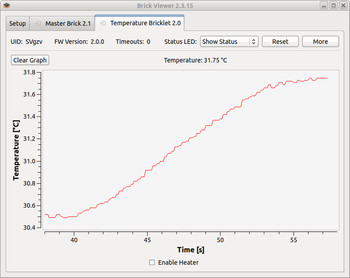 Brick Viewer 2.3.15
Setup Master Brick 2.1 Temperature Bricklet 2.0
UID: SVgzv FW Version: 2.0.0 Timeouts: 0 Status LED: Show Status Reset More
Clear Graph Temperature: 31.75 °C
31.8
31.6
31.4
31.2
31.0
30.8
30.6
30.4
Temperature [°C]
40 45 50 55
Time [s]
Enable Heater